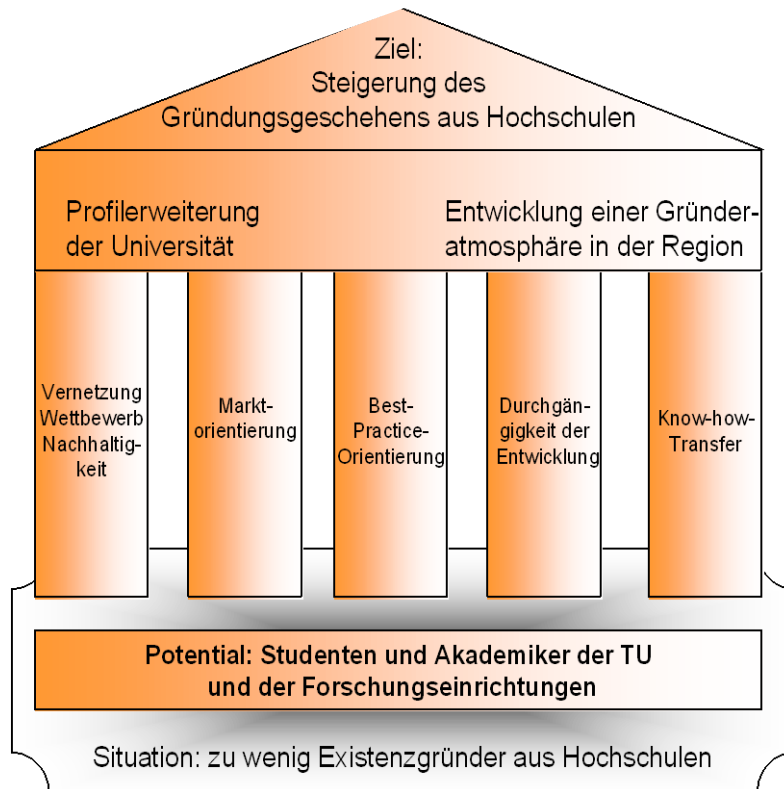 Ziel:
Steigerung des
Gründungsgeschehens aus Hochschulen
Profilerweiterung
der Universität
Entwicklung einer Gründer-
atmosphäre in der Region
Vernetzung
Wettbewerb
Nachhaltig-
keit
Markt-
orientierung
Best-
Practice-
Orientierung
Durchgän-
gigkeit der
Entwicklung
Know-how-
Transfer
Potential: Studenten und Akademiker der TU
und der Forschungseinrichtungen
Situation: zu wenig Existenzgründer aus Hochschulen